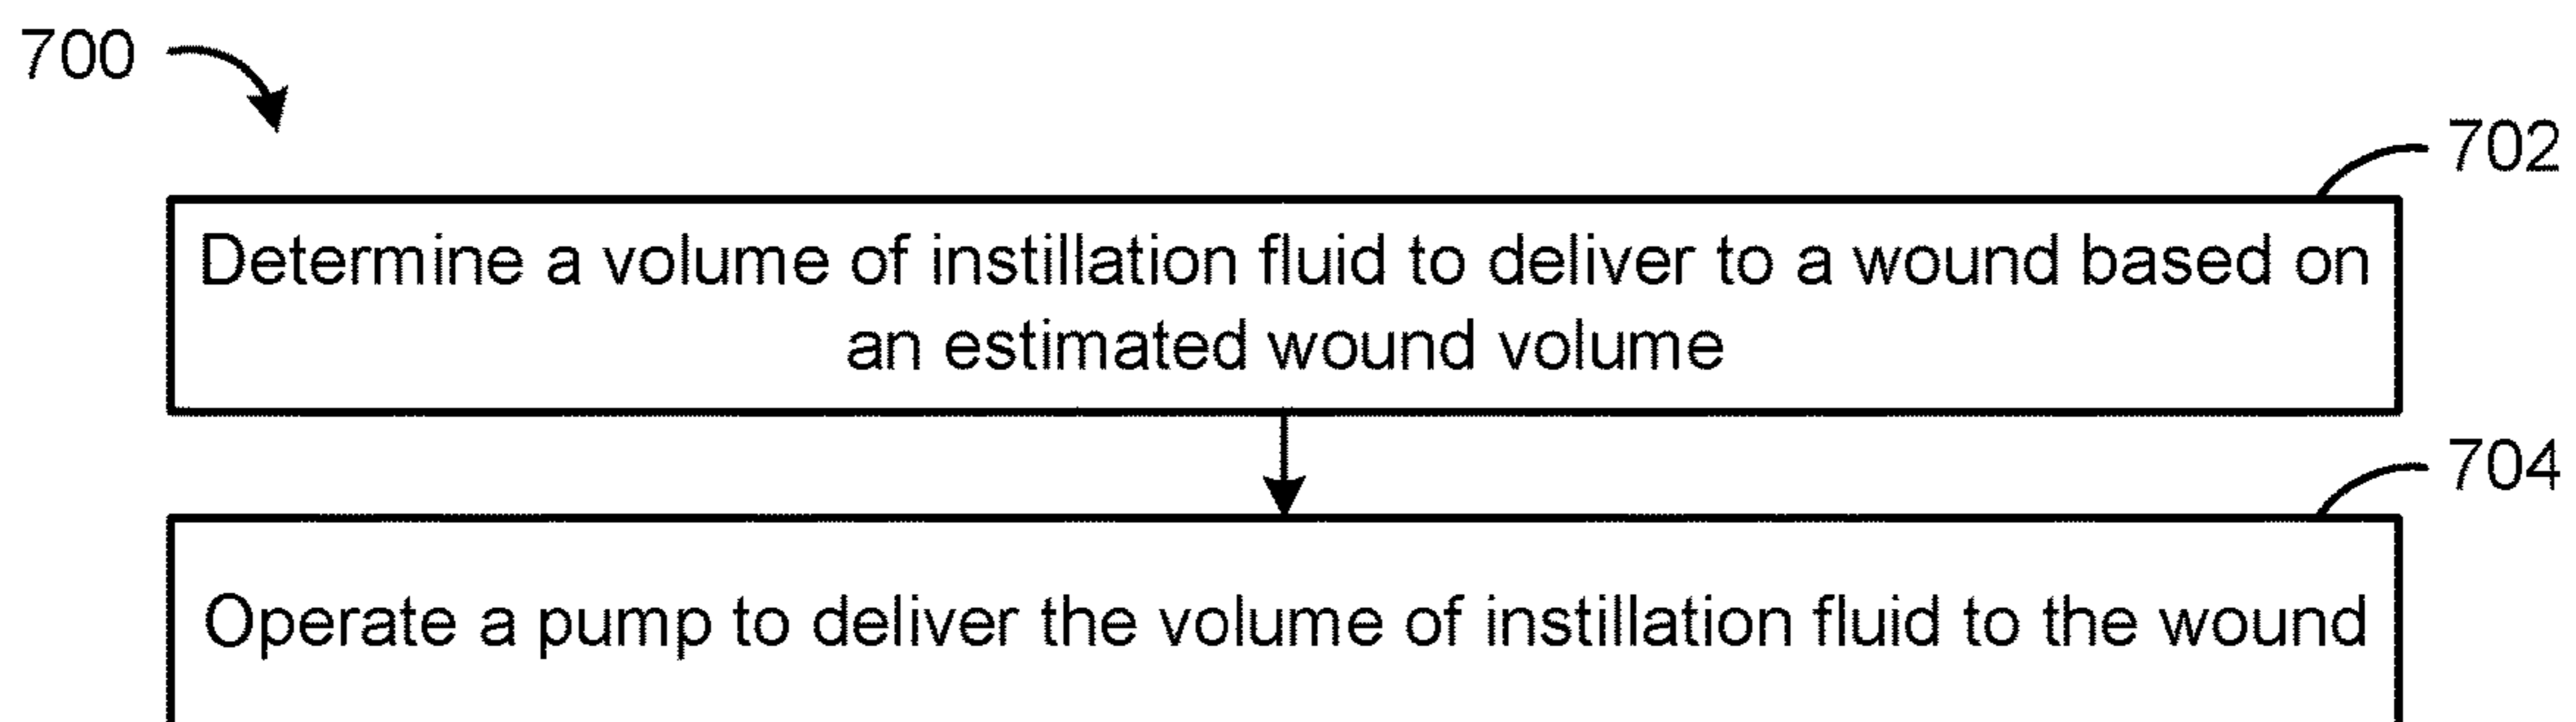 700
702
Determine a volume of instillation fluid to deliver to a wound based on
an estimated wound volume
704
Operate a pump to deliver the volume of instillation fluid to the wound